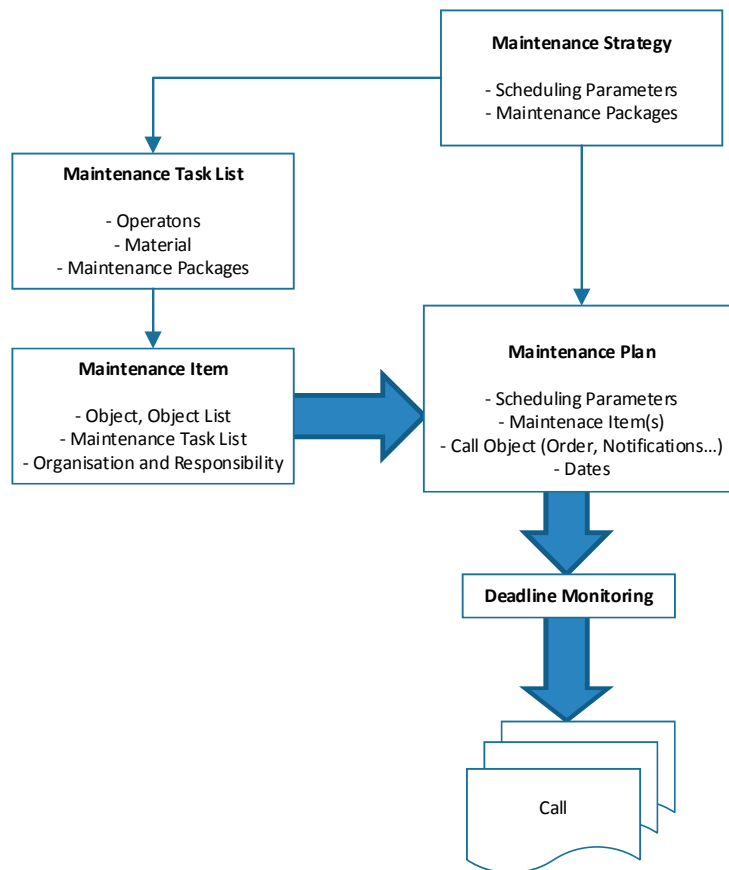 Maintenance Strategy
- Scheduling Parameters
- Maintenance Packages
Maintenance Task List
- Operatons
- Material
- Maintenance Packages
Maintenance Item
- Object, Object List
- Maintenance Task List
- Organisation and Responsibility
Maintenance Plan
- Scheduling Parameters
- Maintenace Item(s)
- Call Object (Order, Notifications...)
- Dates
Deadline Monitoring
Call